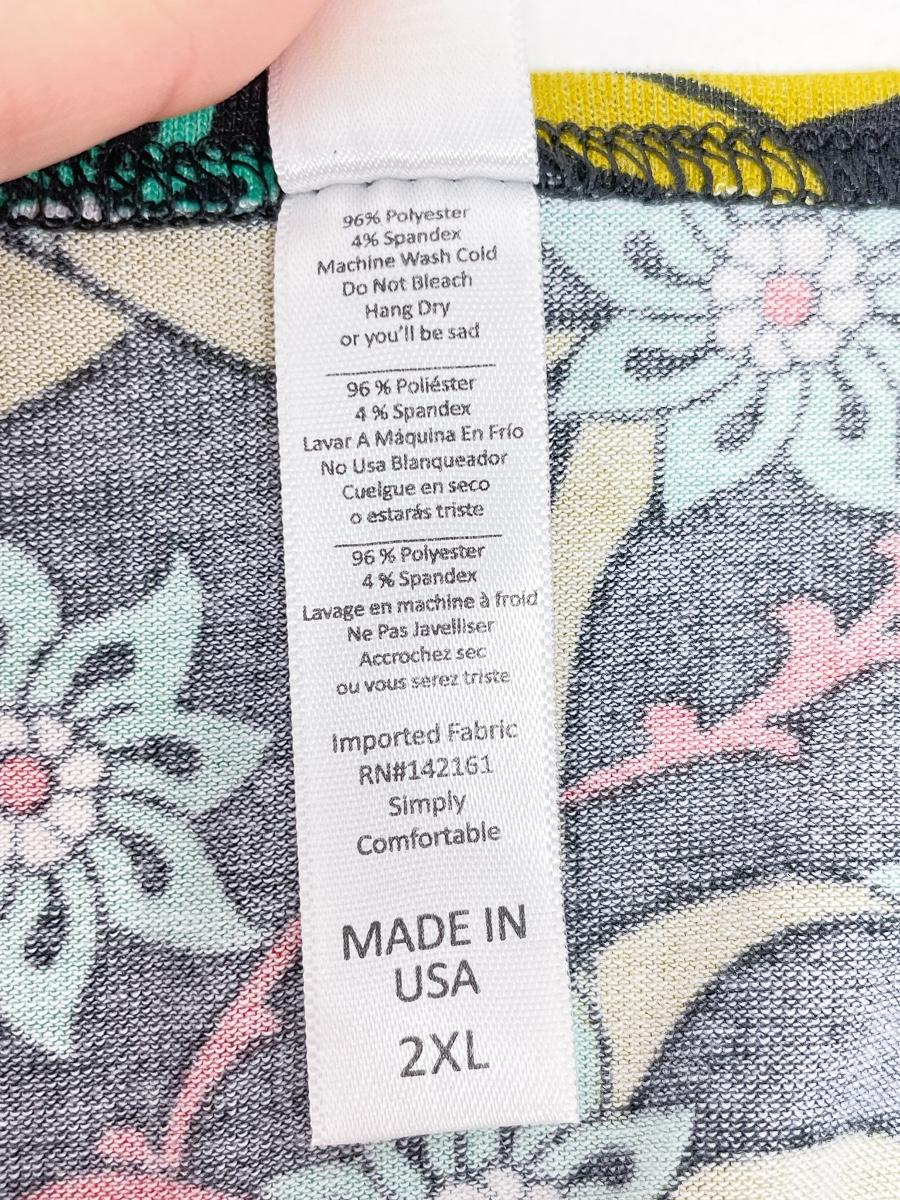 96% Polyester
4% Spandex
Machine Wash Cold
Do Not Bleach
Hang Dry
or you'll be sad
96 % Poliéster
4 % Spandex
Lavar A Máquina En Frío
No Usa Blanqueador
Cuelgue en seco
o estarás triste
96 % Polyester
4 % Spandex
Lavage en machine à froid
Ne Pas Javelliser
Accrochez sec
ou vous serez triste
Imported Fabric
RN#142161
Simply
Comfortable
MADE IN
USA
2XL